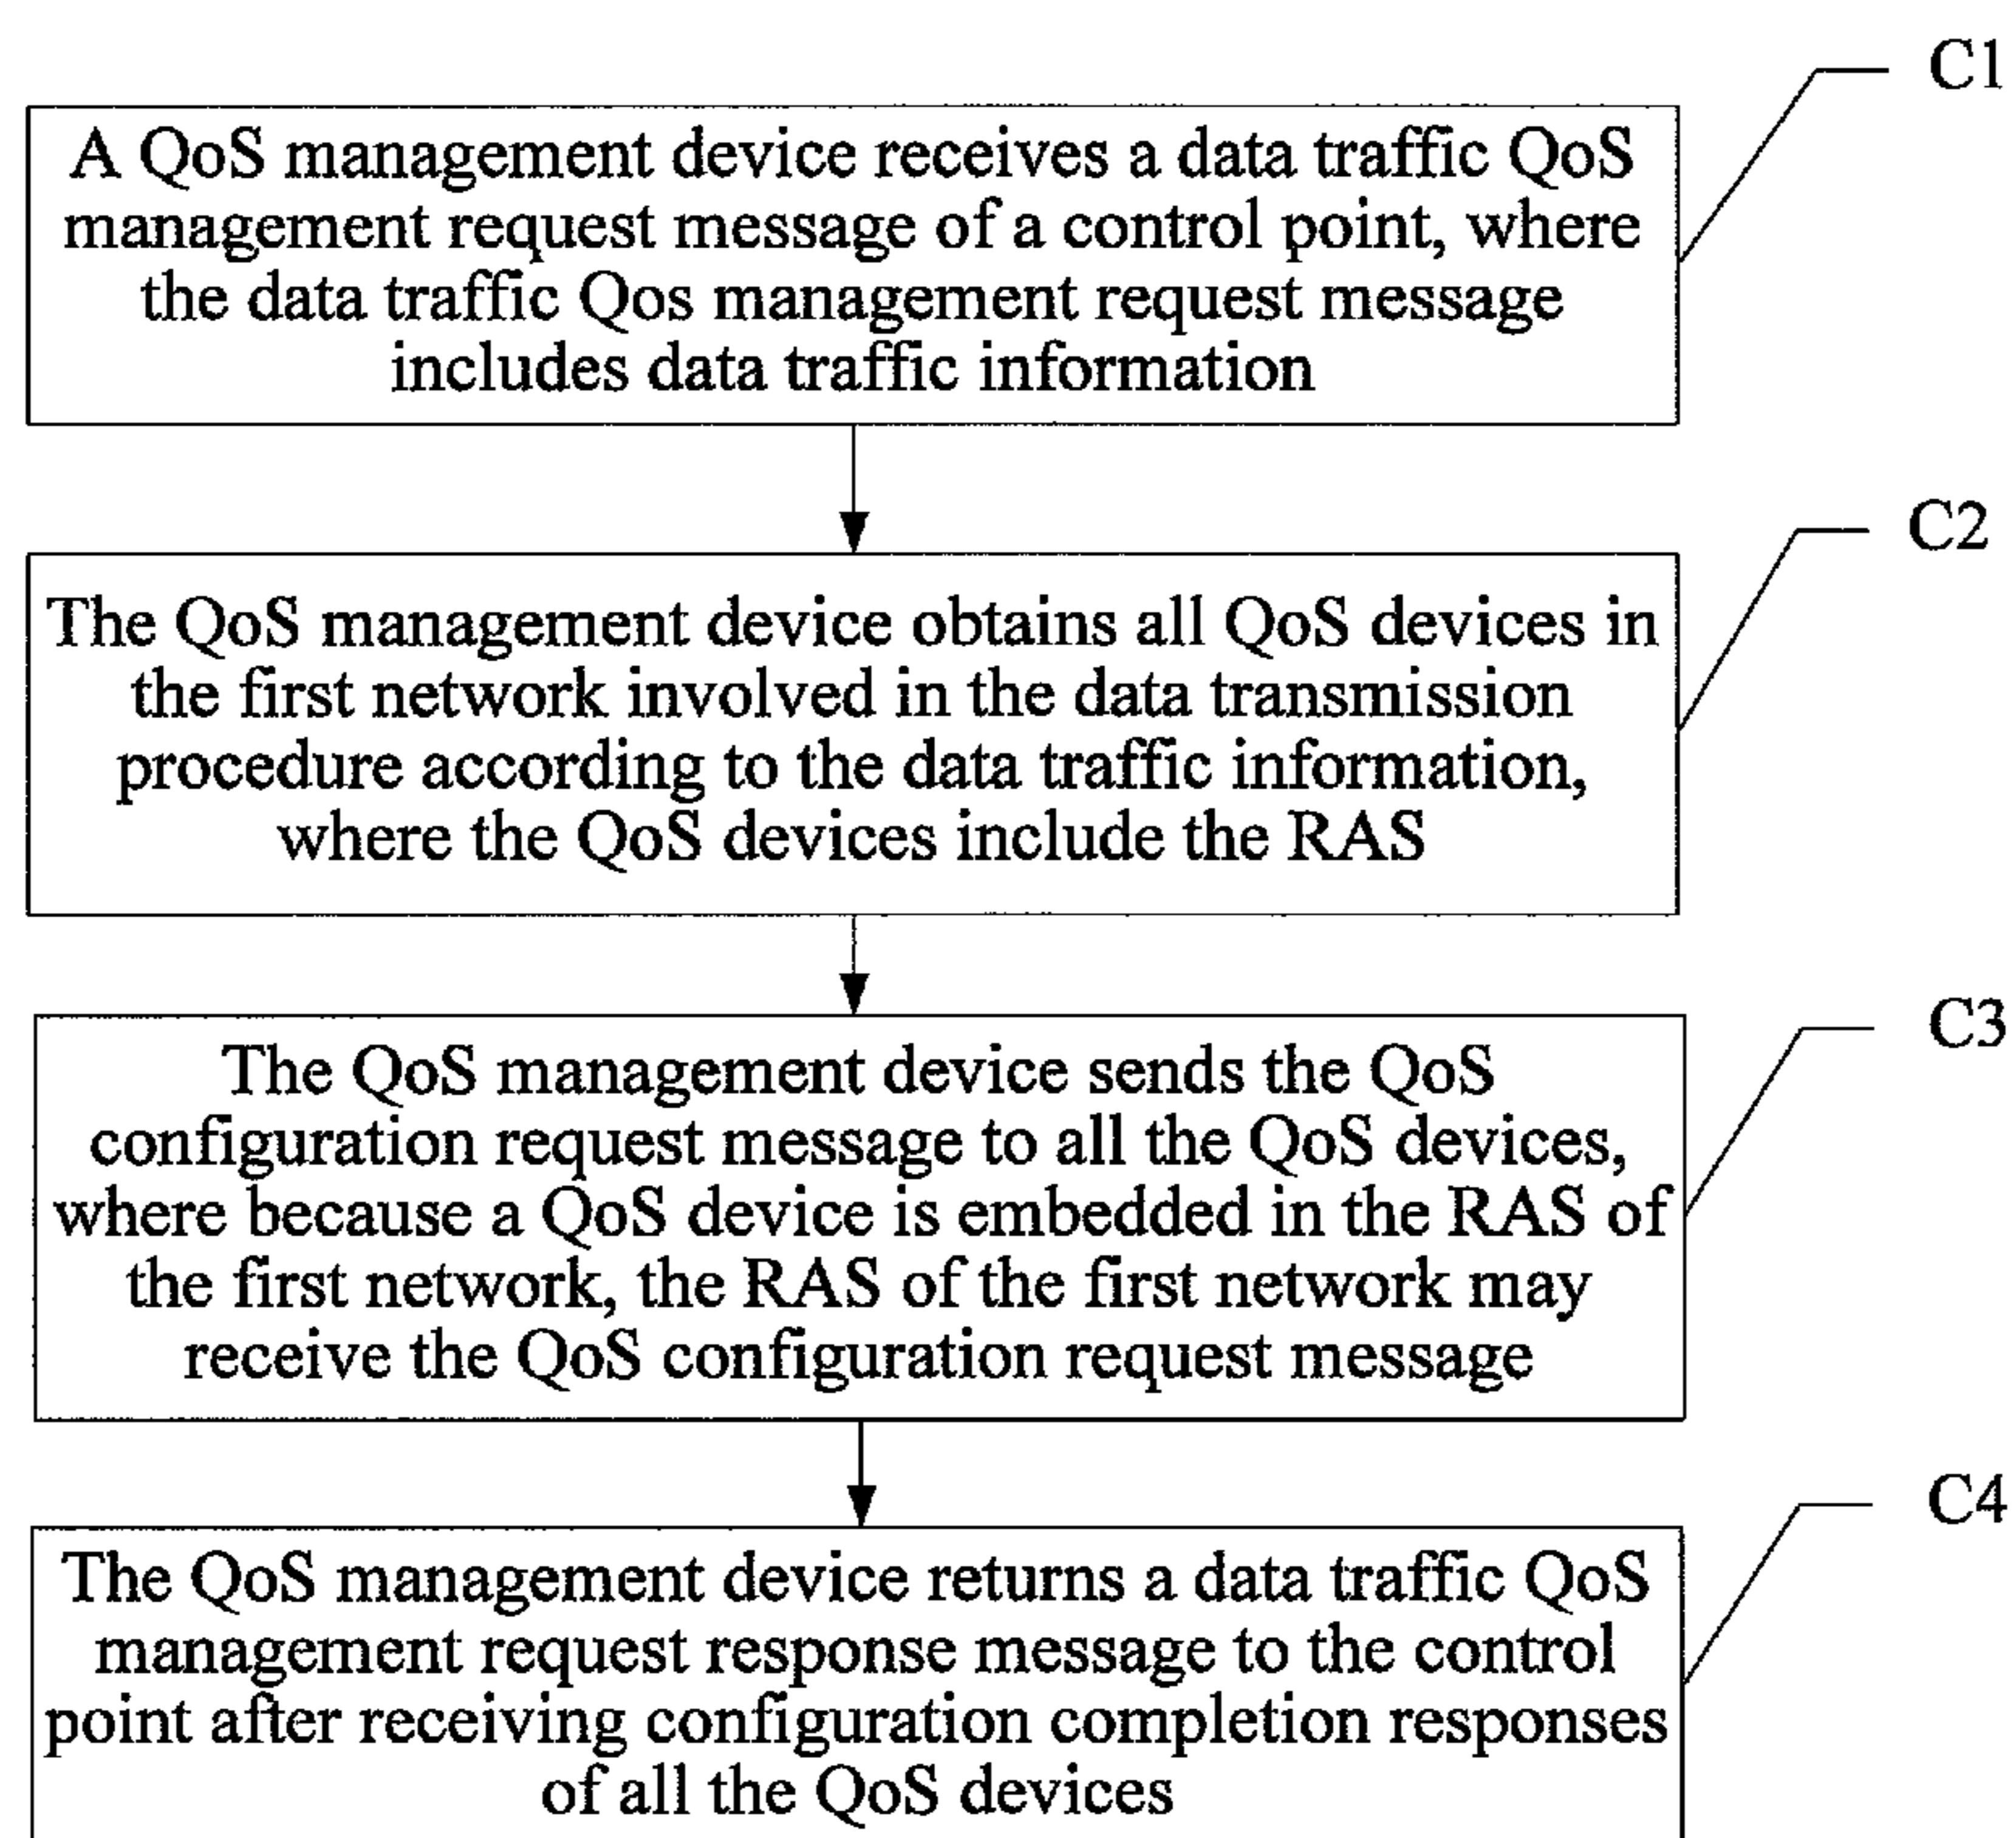 C1
A QoS management device receives a data traffic QoS
management request message of a control point, where
the data traffic Qos management request message
includes data traffic information
C2
The QoS management device obtains all QoS devices in
the first network involved in the data transmission
procedure according to the data traffic information,
where the QoS devices include the RAS
C3
The QoS management device sends the QoS
configuration request message to all the QoS devices,
where because a QoS device is embedded in the RAS of
the first network, the RAS of the first network may
receive the QoS configuration request message
C4
The QoS management device returns a data traffic QoS
management request response message to the control
point after receiving configuration completion responses
of all the QoS devices